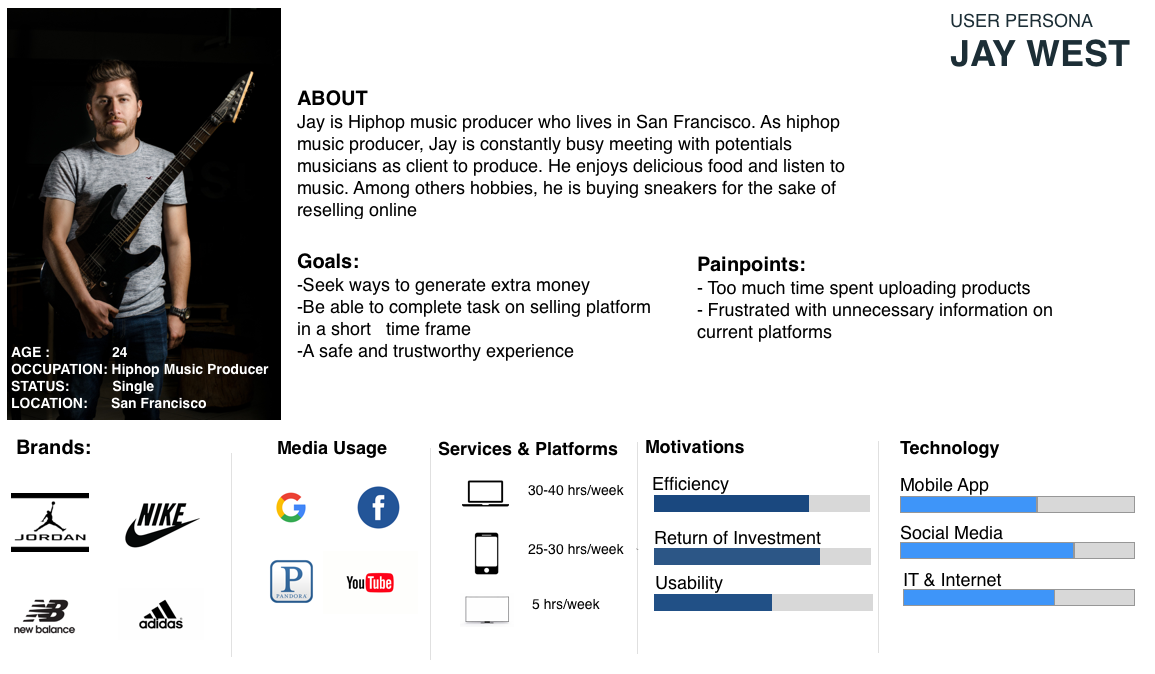 USER PERSONA
JAY WEST
ABOUT
Jay is Hiphop music producer who lives in San Francisco. As hiphop
music producer, Jay is constantly busy meeting with potentials
musicians as client to produce. He enjoys delicious food and listen to
music. Among others hobbies, he is buying sneakers for the sake of
reselling online
Goals:
-Seek ways to generate extra money
-Be able to complete task on selling platform
in a short time frame
-A safe and trustworthy experience
Painpoints:
- Too much time spent uploading products
- Frustrated with unnecessary information on
current platforms
AGE : 24
OCCUPATION: Hiphop Music Producer
STATUS: Single
LOCATION: San Francisco
Brands:
JORDAN
NIKE
NB
new balance
adidas
Media Usage
G
f
P
PANDORA
YouTube
Services & Platforms
30-40 hrs/week
25-30 hrs/week
5 hrs/week
Motivations
Efficiency
Return of Investment
Usability
Technology
Mobile App
Social Media
IT & Internet